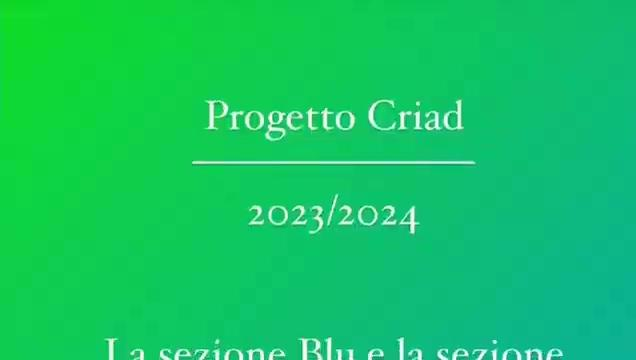 Progetto Criad
2023/2024
La sezione Blu e la sezione